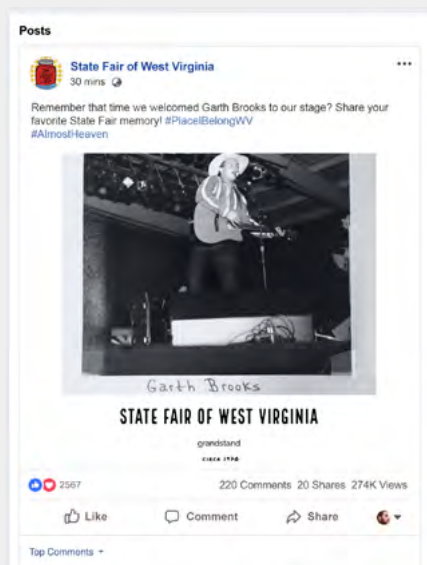 Posts
State Fair of West Virginia
30 mins
Remember that time we welcomed Garth Brooks to our stage? Share your
favorite State Fair memory! #PlaceIBelongWV
#AlmostHeaven
Garth Brooks
STATE FAIR OF WEST VIRGINIA
grandstand
2567
220 Comments 20 Shares 274K Views
Like
Comment
Share
Top Comments